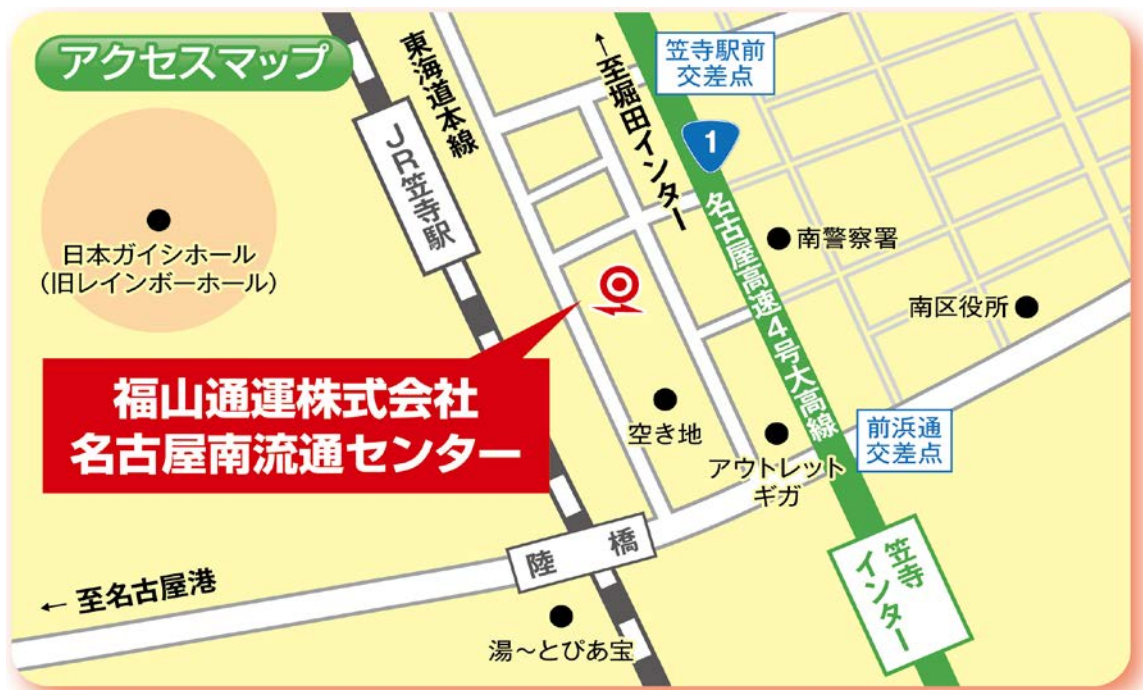 アクセスマップ
東海道本線
↑至堀田インター
笠寺駅前
交差点
1
JR笠寺駅
名古屋高速4号大高線
南警察署
日本ガイシホール
(旧レインボーホール)
南区役所
福山通運株式会社
名古屋南流通センター
空き地
アウトレット
ギガ
前浜通
交差点
陸橋
笠寺
インター
← 至名古屋港
湯～とぴあ宝